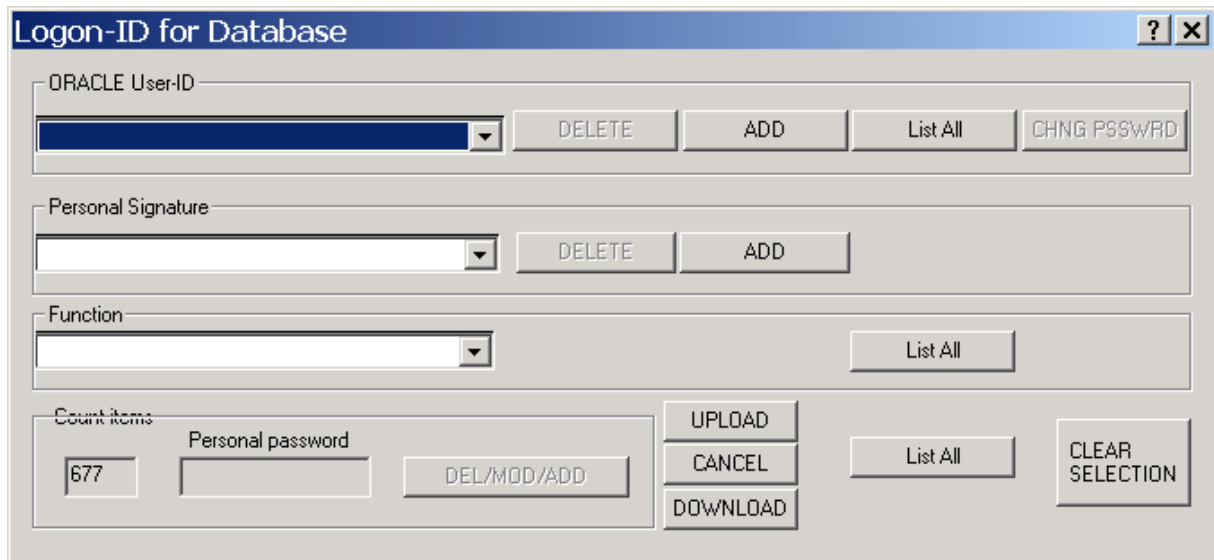 Logon-ID for Database
ORACLE User-ID
DELETE ADD List All CHNG PSSWRD
Personal Signature
DELETE ADD
Function
List All
Count items
Personal password
677 DEL/MOD/ADD
UPLOAD
CANCEL
DOWNLOAD
List All
CLEAR
SELECTION